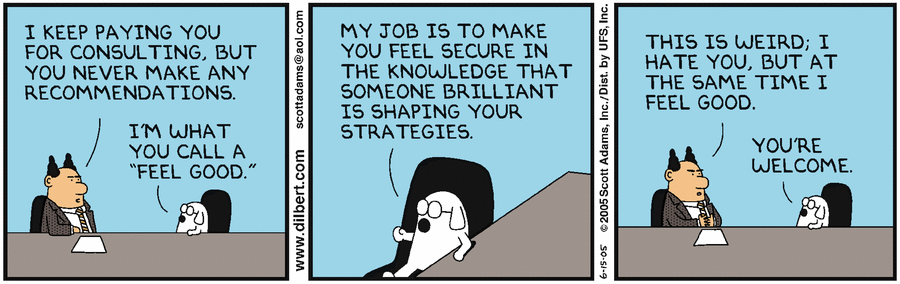 I KEEP PAYING YOU
FOR CONSULTING, BUT
YOU NEVER MAKE ANY
RECOMMENDATIONS.
I'M WHAT
YOU CALL A
"FEEL GOOD."
www.dilbert.com scottadams@aol.com
MY JOB IS TO MAKE
YOU FEEL SECURE IN
THE KNOWLEDGE THAT
SOMEONE BRILLIANT
IS SHAPING YOUR
STRATEGIES.
6-15-05 © 2005 Scott Adams, Inc./Dist. by UFS, Inc.
THIS IS WEIRD; I
HATE YOU, BUT AT
THE SAME TIME I
FEEL GOOD.
YOU'RE
WELCOME.